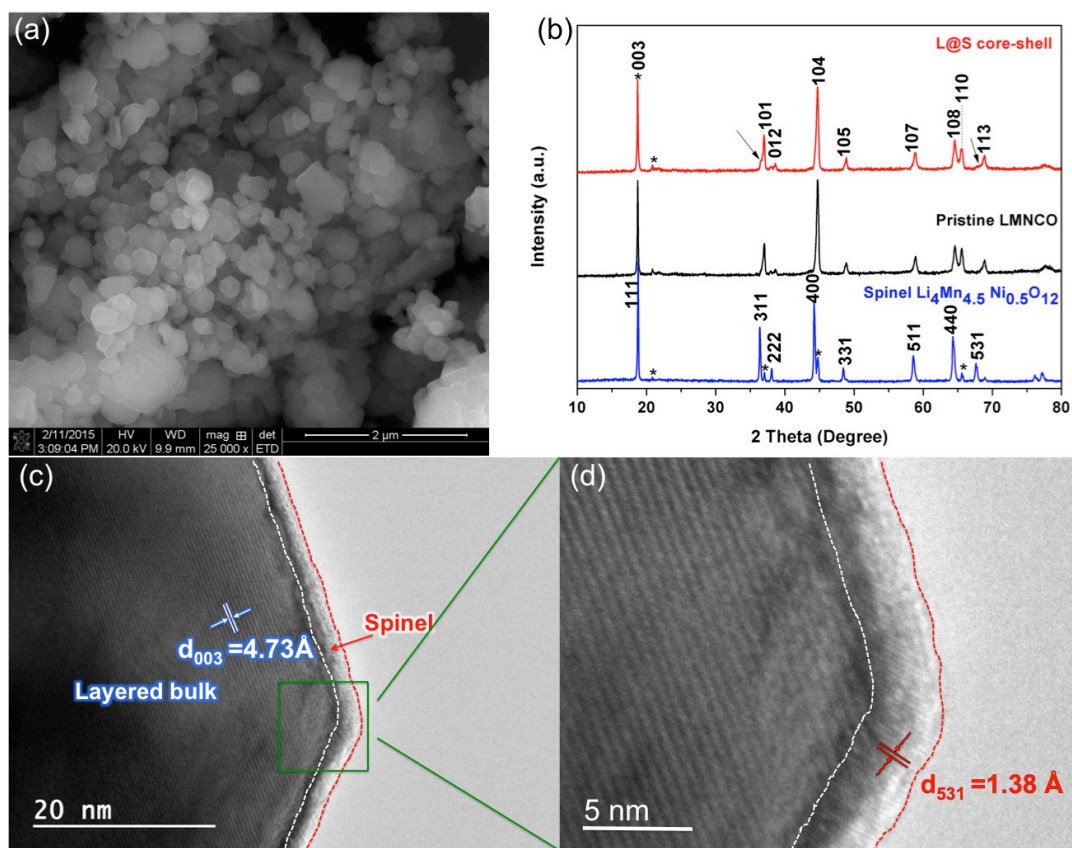 (a)
2/11/2015 HV WD mag ⊞ det
3:09:04 PM 20.0 kV 9.9 mm 25 000 x ETD
2 µm
(b)
L@S core-shell
* 003
*
101
012
104
105
107
108
110
113
Pristine LMNCO
Spinel Li4Mn4.5 Ni0.5O12
111
*
311
*
222
400
*
331
511
440
*
531
Intensity (a.u.)
10 20 30 40 50 60 70 80
2 Theta (Degree)
(c)
Spinel
d003 =4.73Å
Layered bulk
20 nm
(d)
d531 =1.38 Å
5 nm